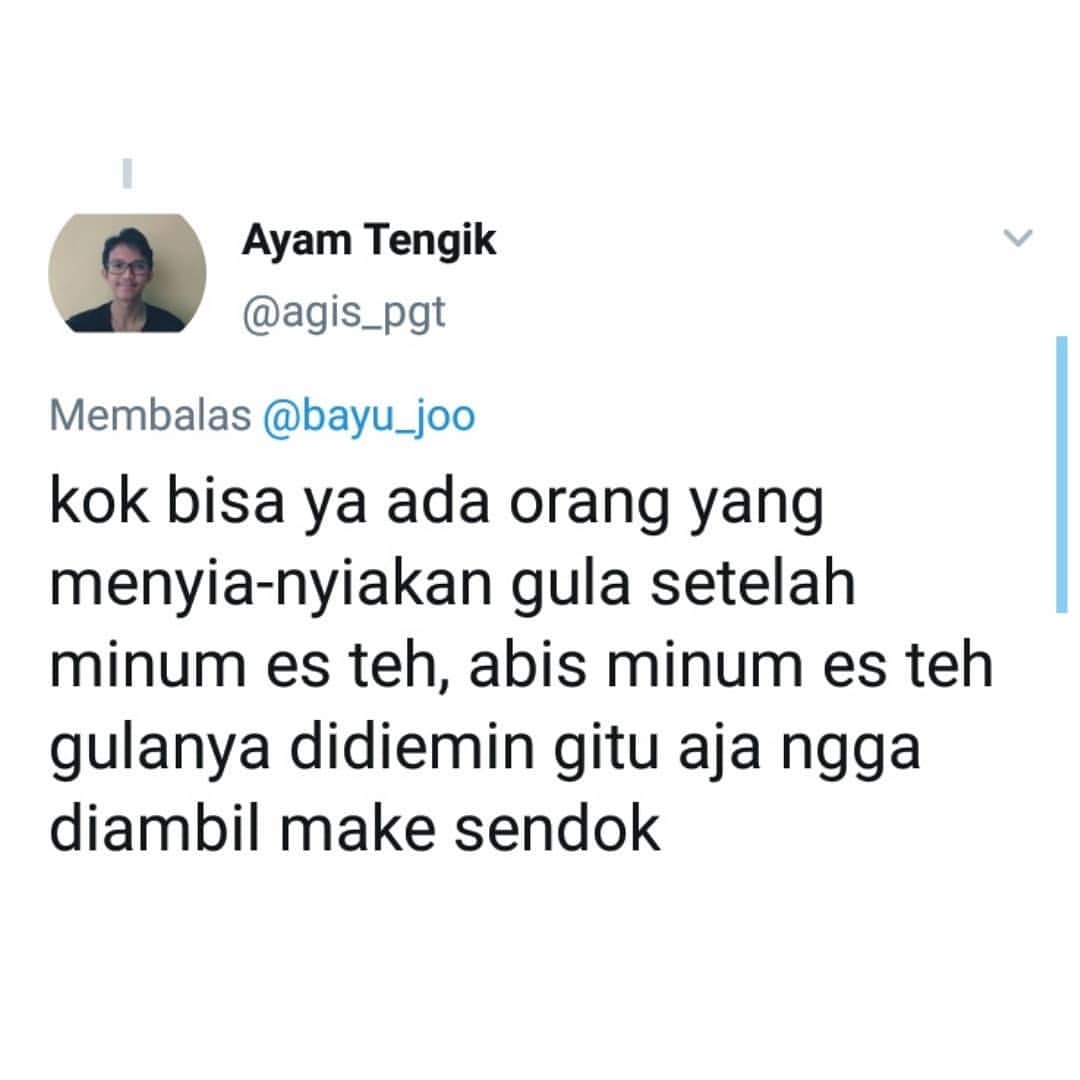 Ayam Tengik
@agis_pgt
Membalas @bayu_joo
kok bisa ya ada orang yang
menyia-nyiakan gula setelah
minum es teh, abis minum es teh
gulanya didiemin gitu aja ngga
diambil make sendok